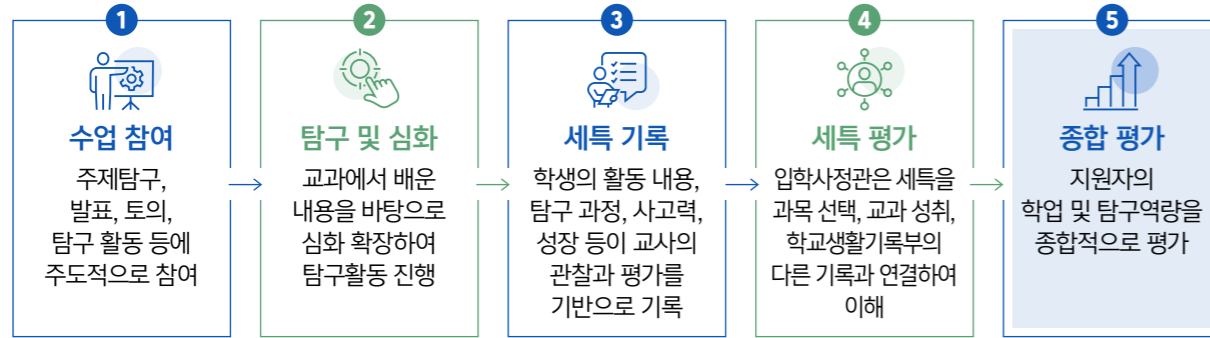 1
수업 참여
주제탐구,
발표, 토의,
탐구 활동 등에
주도적으로 참여
2
탐구 및 심화
교과에서 배운
내용을 바탕으로
심화 확장하여
탐구활동 진행
3
세특 기록
학생의 활동 내용,
탐구 과정, 사고력,
성장 등이 교사의
관찰과 평가를
기반으로 기록
4
세특 평가
입학사정관은 세특을
과목 선택, 교과 성취,
학교생활기록부의
다른 기록과 연결하여
이해
5
종합 평가
지원자의
학업 및 탐구역량을
종합적으로 평가